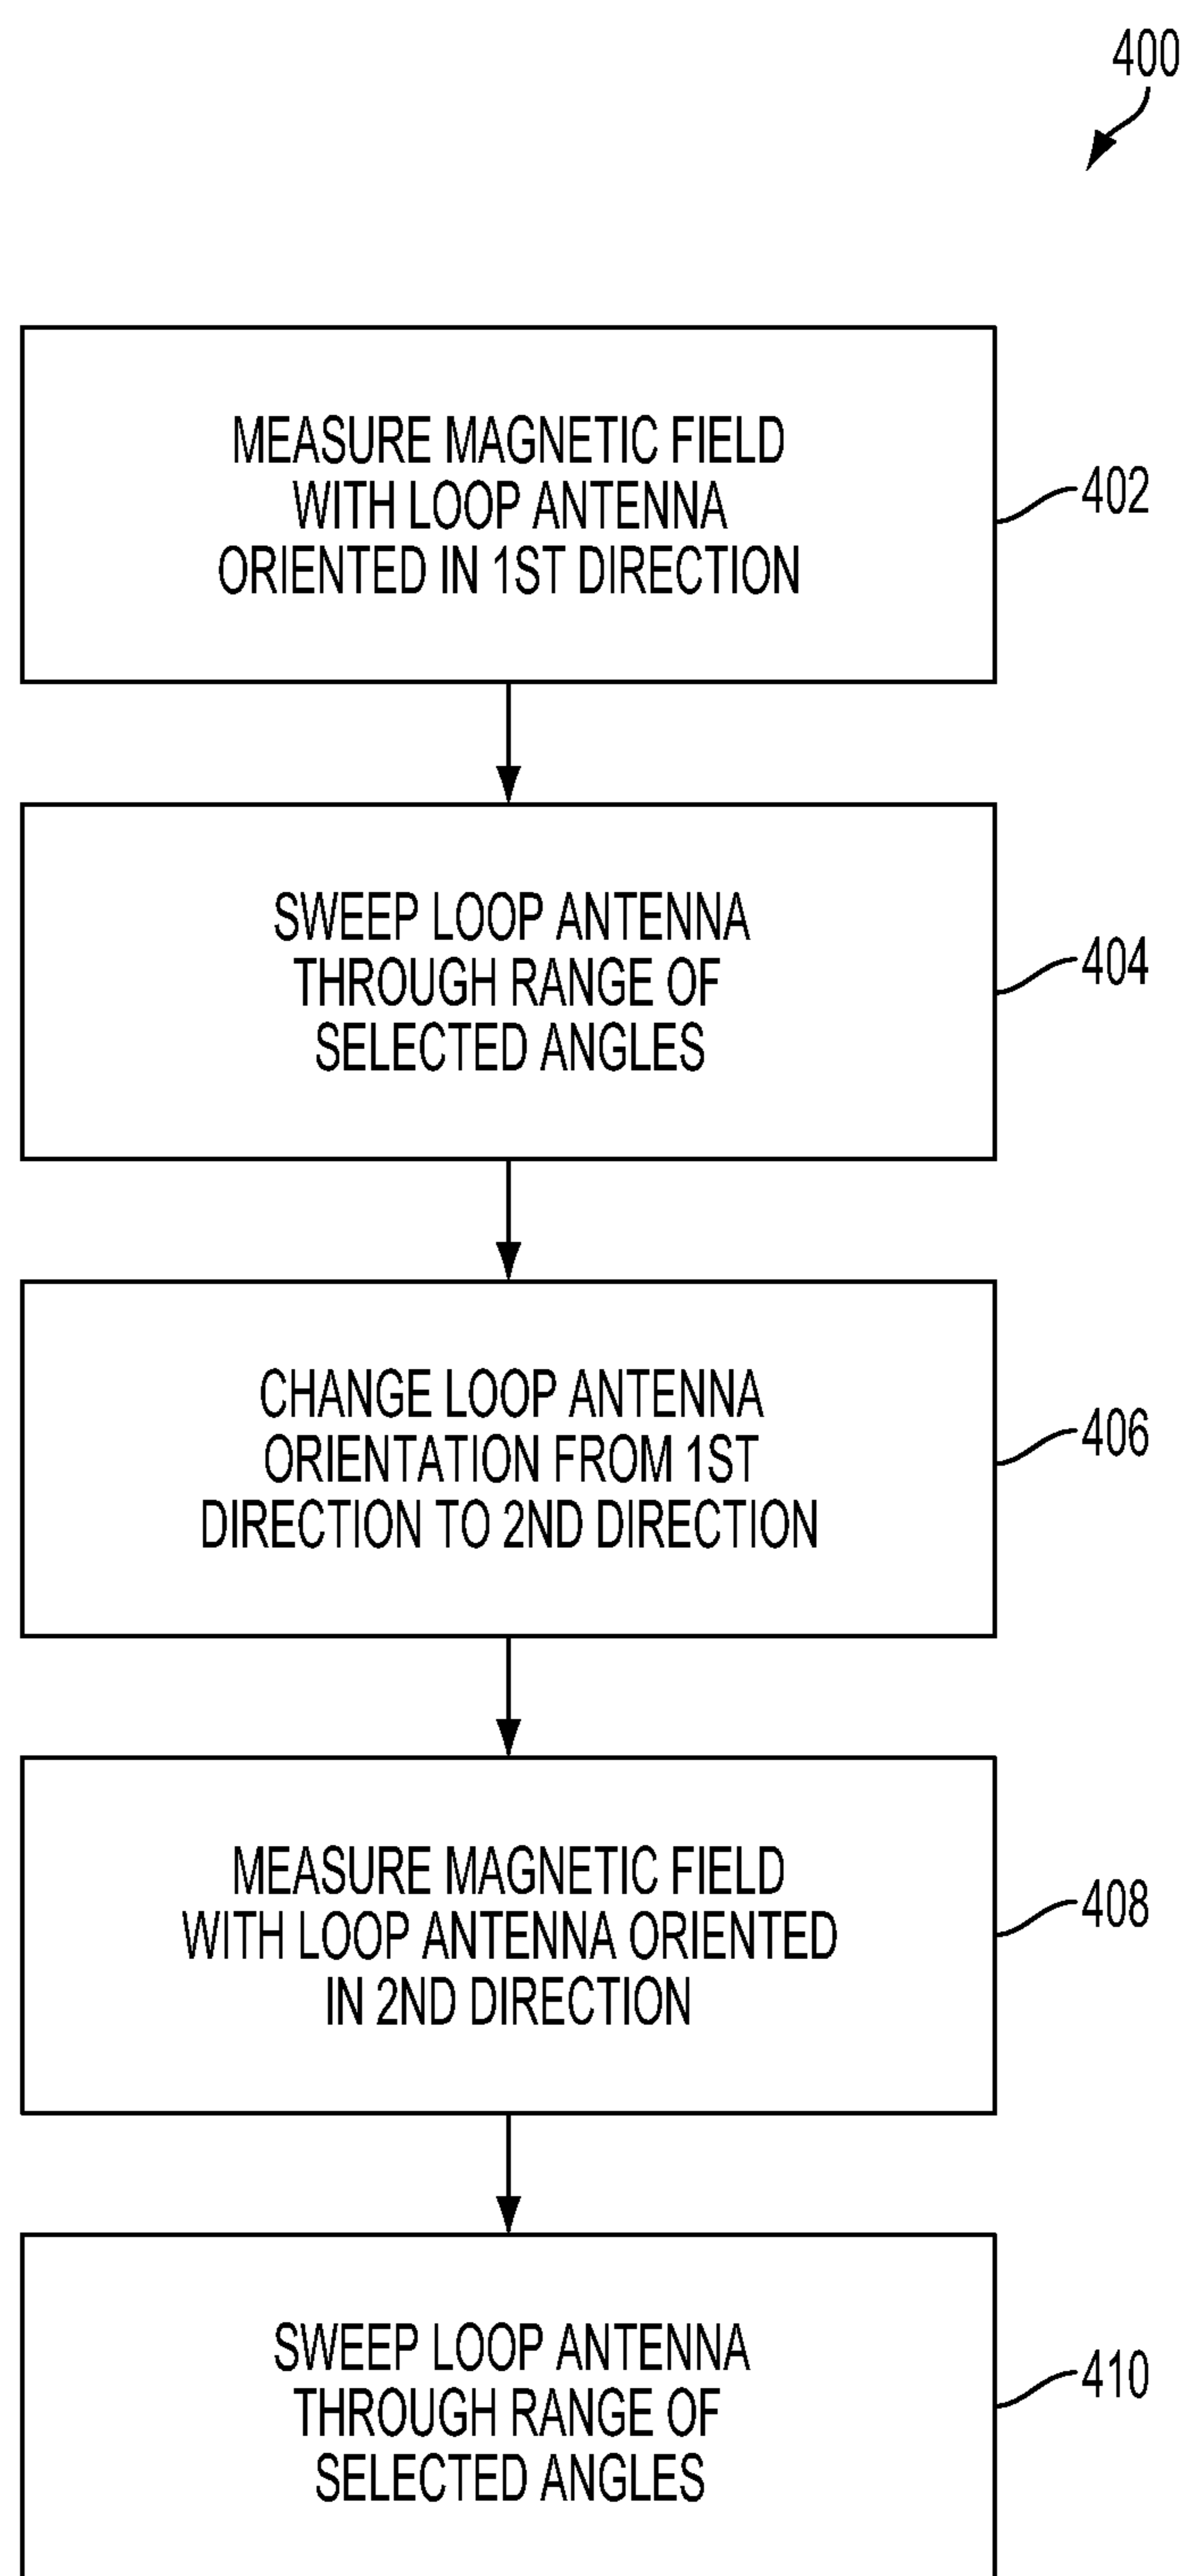 400
MEASURE MAGNETIC FIELD
WITH LOOP ANTENNA
ORIENTED IN 1ST DIRECTION
402
SWEEP LOOP ANTENNA
THROUGH RANGE OF
SELECTED ANGLES
404
CHANGE LOOP ANTENNA
ORIENTATION FROM 1ST
DIRECTION TO 2ND DIRECTION
406
MEASURE MAGNETIC FIELD
WITH LOOP ANTENNA ORIENTED
IN 2ND DIRECTION
408
SWEEP LOOP ANTENNA
THROUGH RANGE OF
SELECTED ANGLES
410